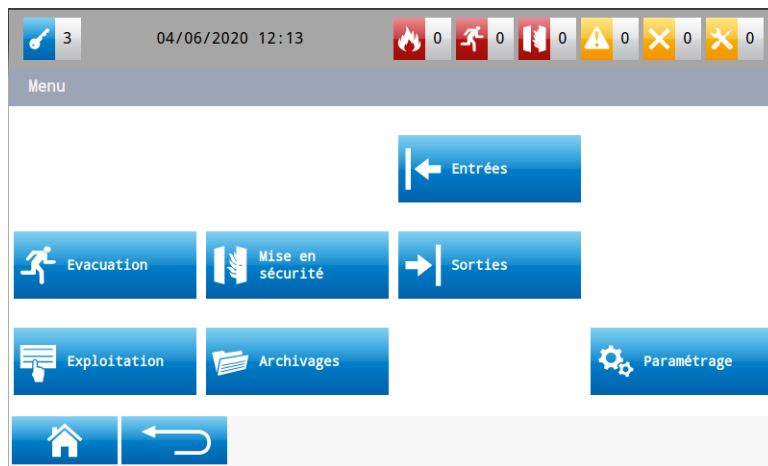 3 04/06/2020 12:13 0 0 0 0 0 0
Menu
Entrées
Evacuation
Mise en
sécurité
Sorties
Exploitation
Archivages
Paramétrage